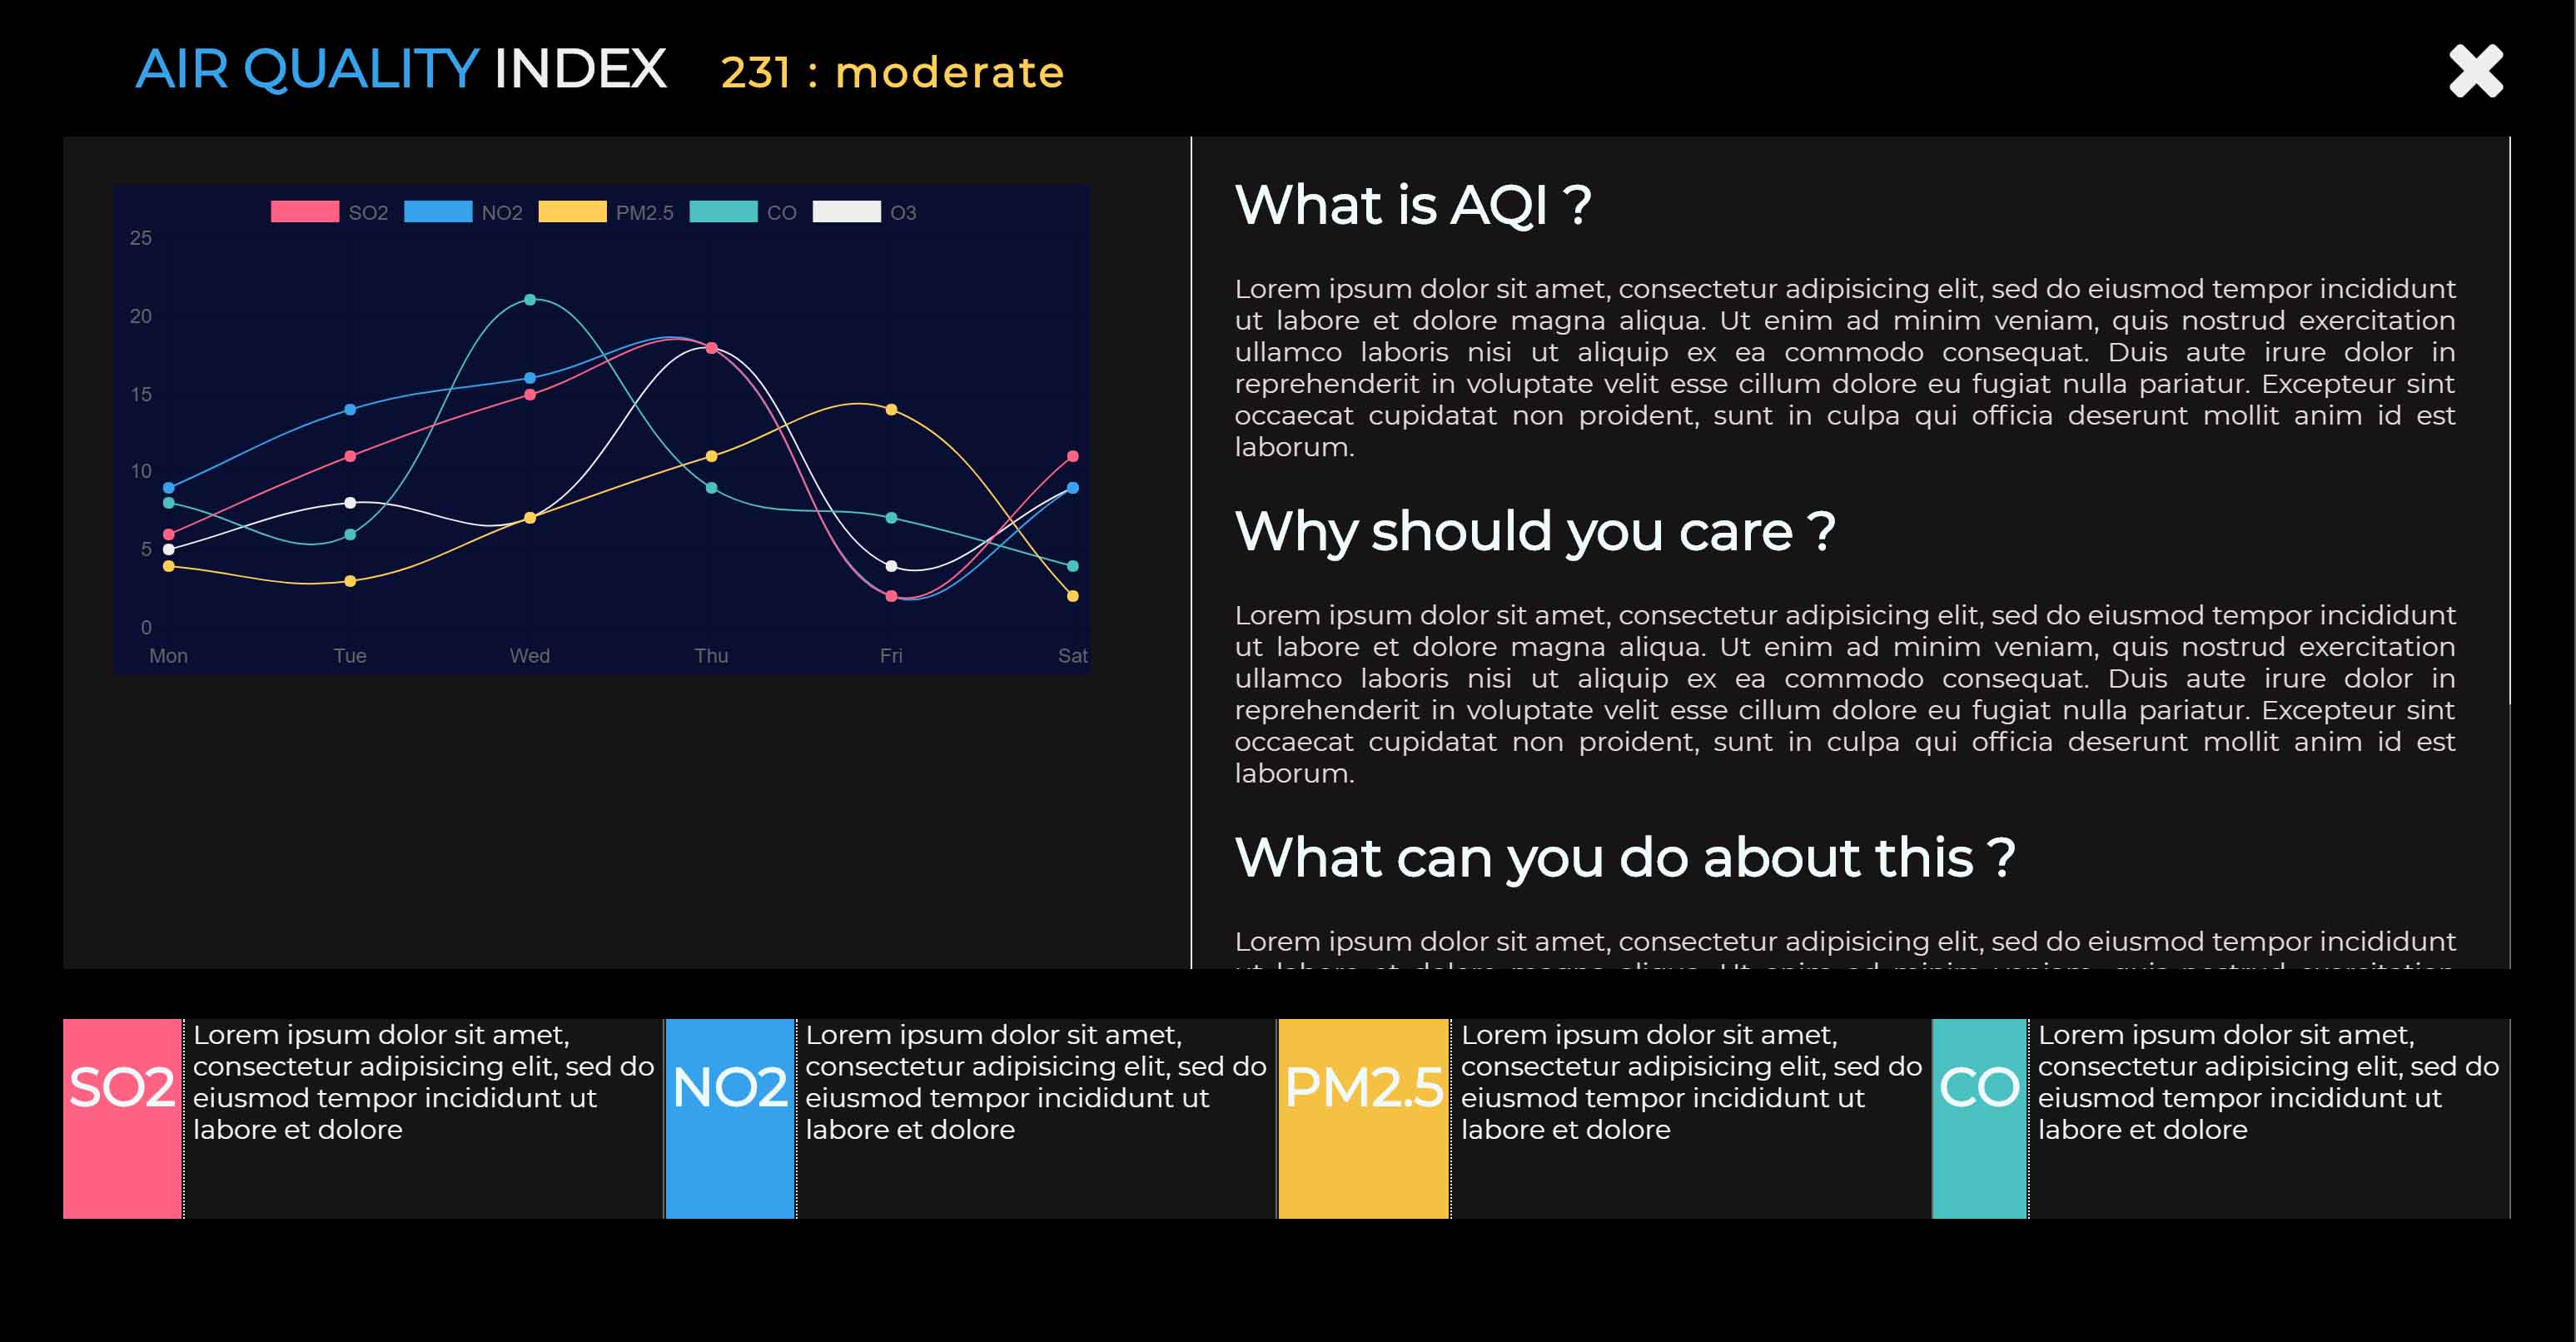 AIR QUALITY INDEX 231 : moderate
SO2 NO2 PM2.5 CO O3
25
20
15
10
5
0
Mon Tue Wed Thu Fri Sat
What is AQI ?
Lorem ipsum dolor sit amet, consectetur adipisicing elit, sed do eiusmod tempor incididunt
ut labore et dolore magna aliqua. Ut enim ad minim veniam, quis nostrud exercitation
ullamco laboris nisi ut aliquip ex ea commodo consequat. Duis aute irure dolor in
reprehenderit in voluptate velit esse cillum dolore eu fugiat nulla pariatur. Excepteur sint
occaecat cupidatat non proident, sunt in culpa qui officia deserunt mollit anim id est
laborum.
Why should you care ?
Lorem ipsum dolor sit amet, consectetur adipisicing elit, sed do eiusmod tempor incididunt
ut labore et dolore magna aliqua. Ut enim ad minim veniam, quis nostrud exercitation
ullamco laboris nisi ut aliquip ex ea commodo consequat. Duis aute irure dolor in
reprehenderit in voluptate velit esse cillum dolore eu fugiat nulla pariatur. Excepteur sint
occaecat cupidatat non proident, sunt in culpa qui officia deserunt mollit anim id est
laborum.
What can you do about this ?
Lorem ipsum dolor sit amet, consectetur adipisicing elit, sed do eiusmod tempor incididunt
SO2
Lorem ipsum dolor sit amet,
consectetur adipisicing elit, sed do
eiusmod tempor incididunt ut
labore et dolore
NO2
Lorem ipsum dolor sit amet,
consectetur adipisicing elit, sed do
eiusmod tempor incididunt ut
labore et dolore
PM2.5
Lorem ipsum dolor sit amet,
consectetur adipisicing elit, sed do
eiusmod tempor incididunt ut
labore et dolore
CO
Lorem ipsum dolor sit amet,
consectetur adipisicing elit, sed do
eiusmod tempor incididunt ut
labore et dolore